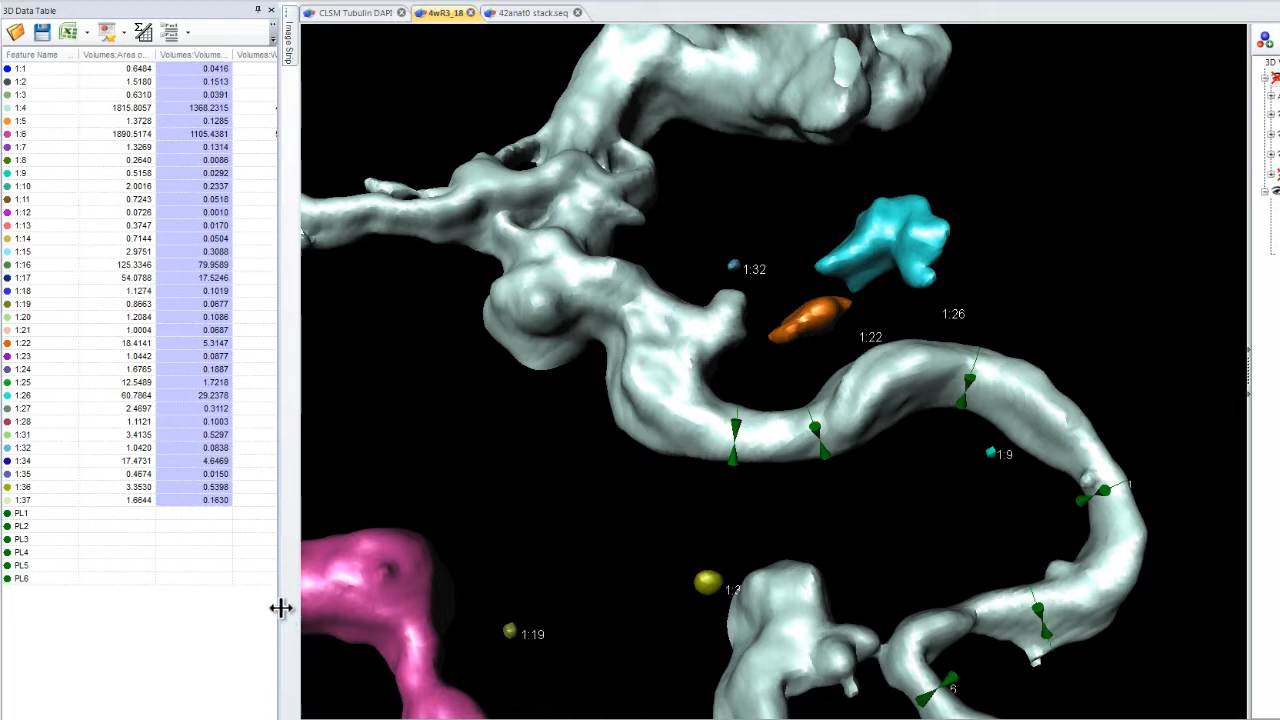 3D Data Table
CLSM Tubulin DAPI
4wR3_18
42anat0 stack.seq
Image Strip
Feature Name ... Volumes:Area o... Volumes:Volume... Volumes:W
1:1 0.6424 0.0416
1:2 1.5180 0.1513
1:3 0.6310 0.0391
1:4 1815.8057 1368.2315
1:5 1.3728 0.1285
1:6 1890.5174 1105.4381
1:7 1.3269 0.1314
1:8 0.2640 0.0086
1:9 0.5158 0.0292
1:10 2.0016 0.2337
1:11 0.7243 0.0518
1:12 0.0726 0.0010
1:13 0.3747 0.0170
1:14 0.7144 0.0504
1:15 2.9751 0.3088
1:16 125.3346 79.9589
1:17 54.0788 17.5246
1:18 1.1274 0.1019
1:19 0.8663 0.0677
1:20 1.2084 0.1086
1:21 1.0004 0.0687
1:22 18.4141 5.3147
1:23 1.0442 0.0877
1:24 1.6765 0.1887
1:25 12.5489 1.7218
1:26 60.7864 29.2378
1:27 2.4697 0.3112
1:28 1.1121 0.1003
1:31 3.4135 0.5297
1:32 1.0420 0.0838
1:34 17.4731 4.6469
1:35 0.4674 0.0150
1:36 3.3530 0.5398
1:37 1.6644 0.1630
PL1
PL2
PL3
PL4
PL5
PL6
1:32
1:26
1:22
1:9
1
1:19
6
3D